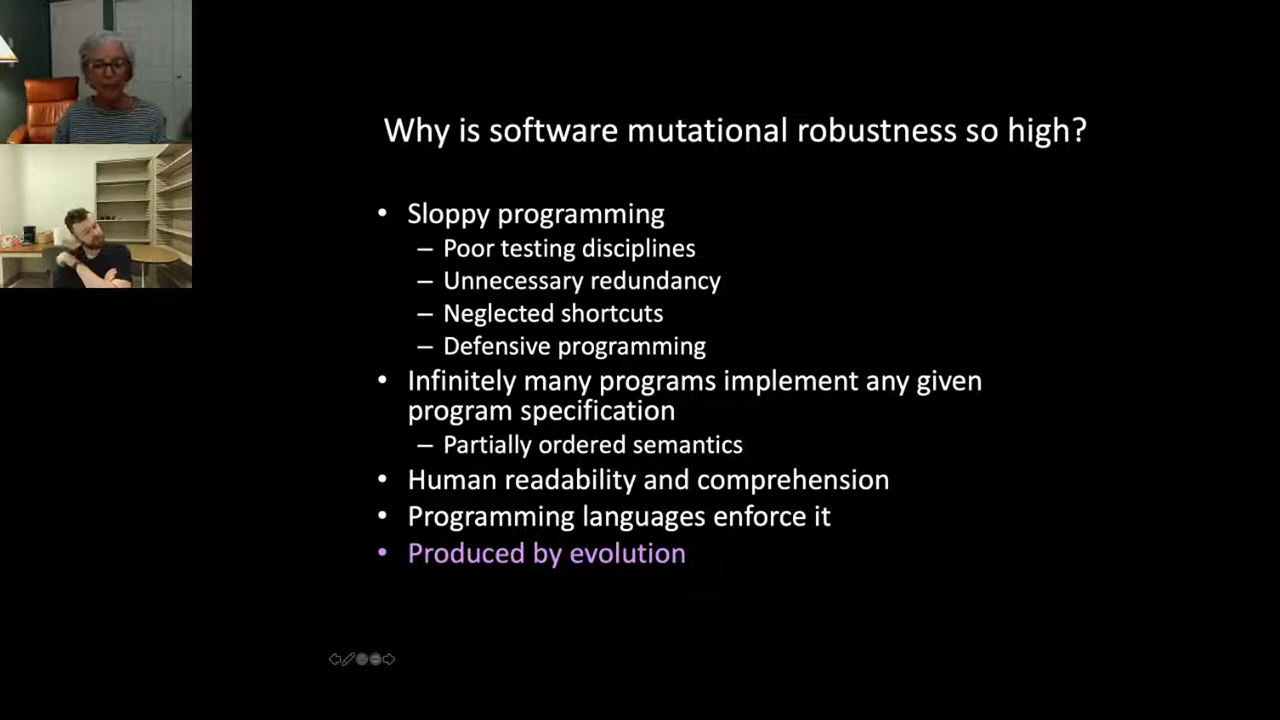 Why is software mutational robustness so high?
• Sloppy programming
– Poor testing disciplines
– Unnecessary redundancy
– Neglected shortcuts
– Defensive programming
• Infinitely many programs implement any given
program specification
– Partially ordered semantics
• Human readability and comprehension
• Programming languages enforce it
• Produced by evolution